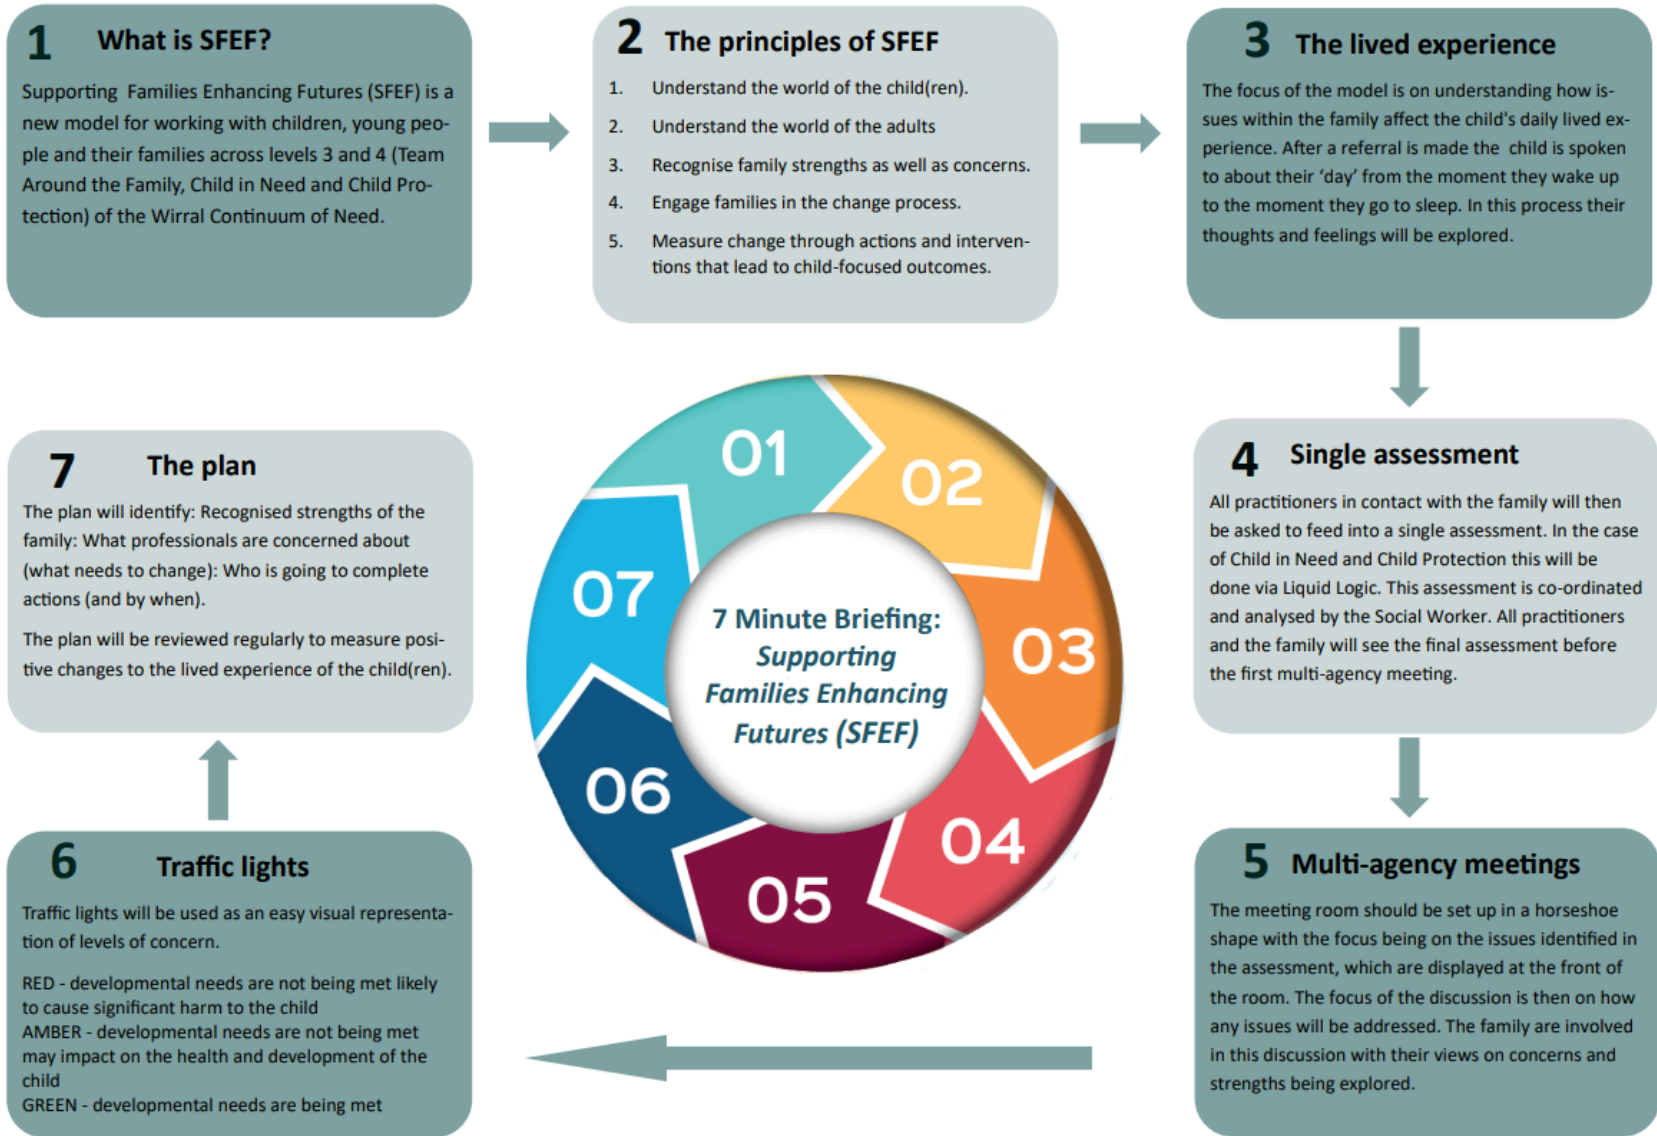 1 What is SFEF?
Supporting Families Enhancing Futures (SFEF) is a
new model for working with children, young peo-
ple and their families across levels 3 and 4 (Team
Around the Family, Child in Need and Child Pro-
tection) of the Wirral Continuum of Need.
2 The principles of SFEF
1. Understand the world of the child(ren).
2. Understand the world of the adults
3. Recognise family strengths as well as concerns.
4. Engage families in the change process.
5. Measure change through actions and interven-
tions that lead to child-focused outcomes.
3 The lived experience
The focus of the model is on understanding how is-
sues within the family affect the child's daily lived ex-
perience. After a referral is made the child is spoken
to about their ‘day’ from the moment they wake up
to the moment they go to sleep. In this process their
thoughts and feelings will be explored.
4 Single assessment
All practitioners in contact with the family will then
be asked to feed into a single assessment. In the case
of Child in Need and Child Protection this will be
done via Liquid Logic. This assessment is co-ordinated
and analysed by the Social Worker. All practitioners
and the family will see the final assessment before
the first multi-agency meeting.
5 Multi-agency meetings
The meeting room should be set up in a horseshoe
shape with the focus being on the issues identified in
the assessment, which are displayed at the front of
the room. The focus of the discussion is then on how
any issues will be addressed. The family are involved
in this discussion with their views on concerns and
strengths being explored.
6 Traffic lights
Traffic lights will be used as an easy visual representa-
tion of levels of concern.
RED - developmental needs are not being met likely
to cause significant harm to the child
AMBER - developmental needs are not being met
may impact on the health and development of the
child
GREEN - developmental needs are being met
7 The plan
The plan will identify: Recognised strengths of the
family: What professionals are concerned about
(what needs to change): Who is going to complete
actions (and by when).
The plan will be reviewed regularly to measure posi-
tive changes to the lived experience of the child(ren).
01
02
03
04
05
06
07
7 Minute Briefing:
Supporting
Families Enhancing
Futures (SFEF)